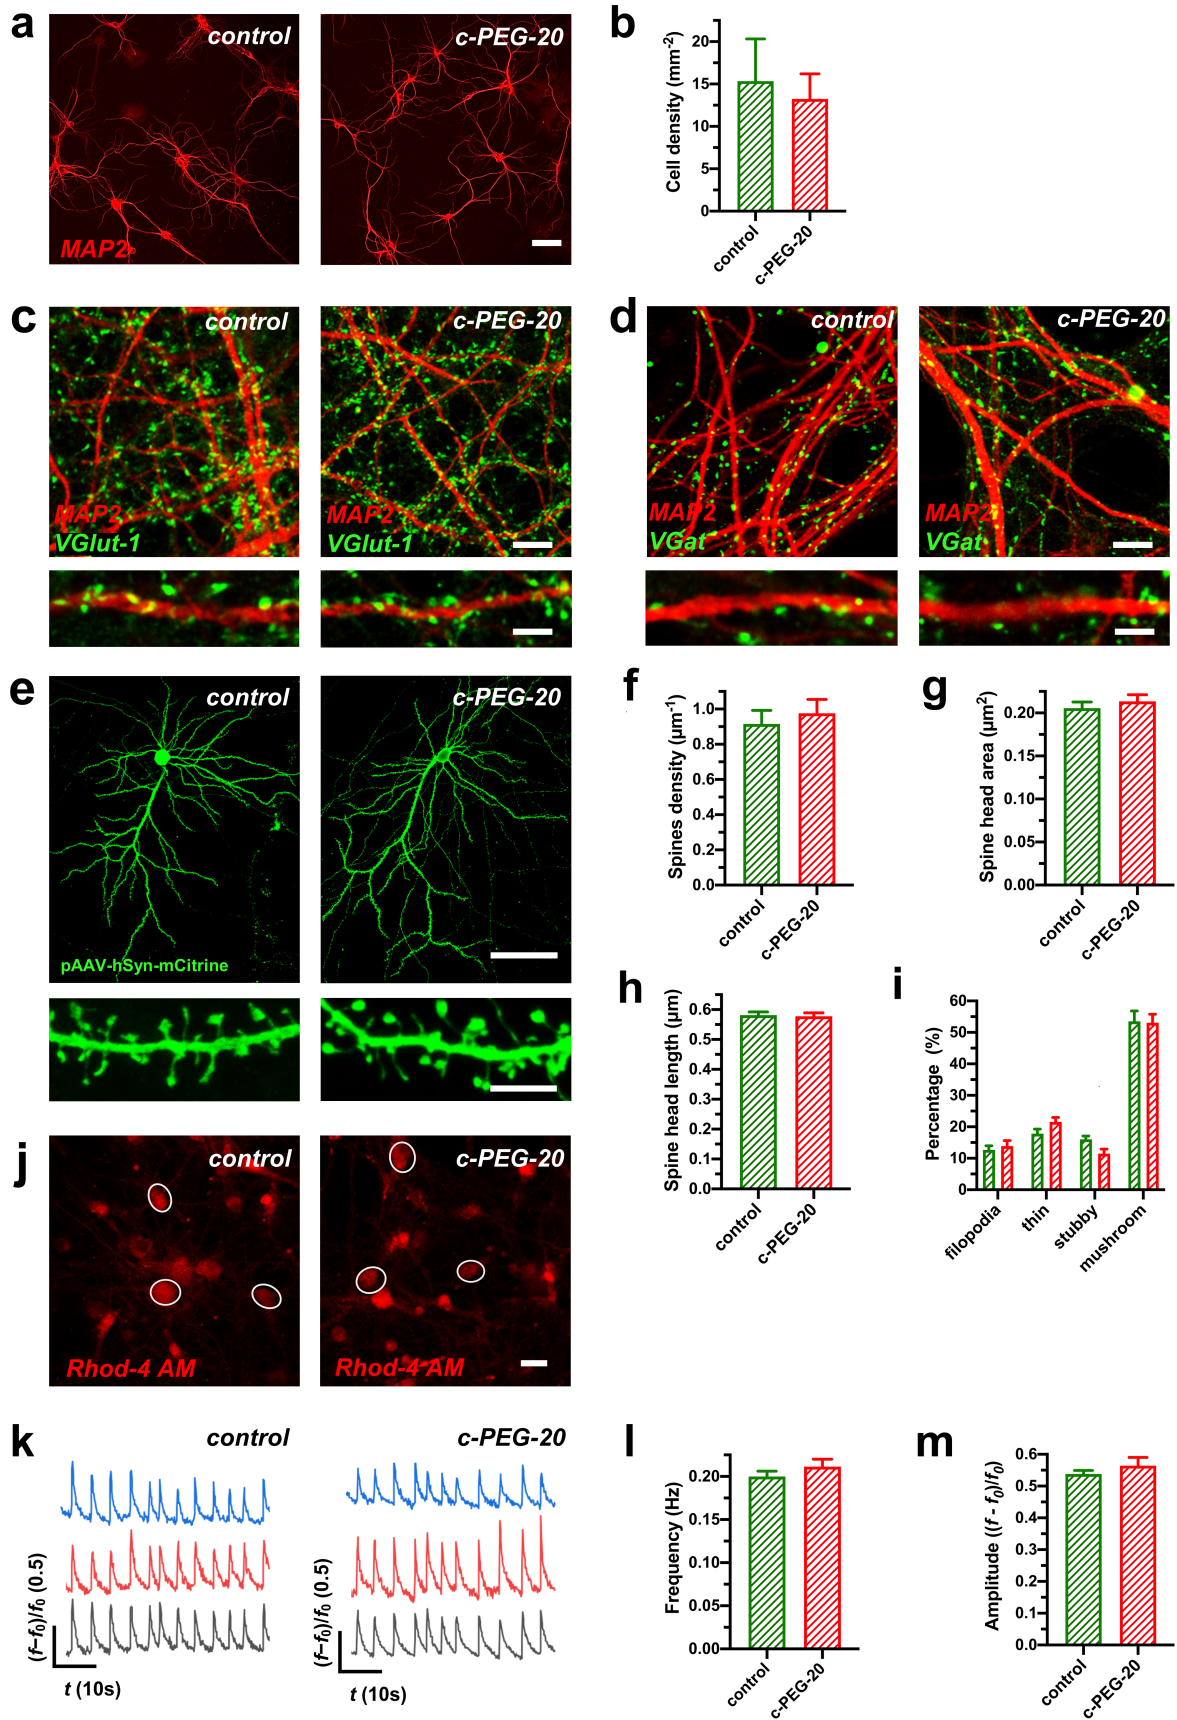 a
control
c-PEG-20
MAP2
b
Cell density (mm-2)
20
15
10
5
0
control
c-PEG-20
c
control
c-PEG-20
MAP2
VGlut-1
MAP2
VGlut-1
d
control
c-PEG-20
MAP2
VGat
MAP2
VGat
e
control
c-PEG-20
pAAV-hSyn-mCitrine
f
Spines density (µm-1)
1.0
0.8
0.6
0.4
0.2
0.0
control
c-PEG-20
g
Spine head area (µm2)
0.20
0.15
0.10
0.05
0.00
control
c-PEG-20
h
Spine head length (µm)
0.6
0.5
0.4
0.3
0.2
0.1
0.0
control
c-PEG-20
i
Percentage (%)
60
50
40
30
20
10
0
filopodia
thin
stubby
mushroom
j
control
c-PEG-20
Rhod-4 AM
Rhod-4 AM
k
control
c-PEG-20
(f−f0)/f0 (0.5)
t (10s)
(f−f0)/f0 (0.5)
t (10s)
l
Frequency (Hz)
0.20
0.15
0.10
0.05
0.00
control
c-PEG-20
m
Amplitude ((f - f0)/f0)
0.6
0.5
0.4
0.3
0.2
0.1
0.0
control
c-PEG-20